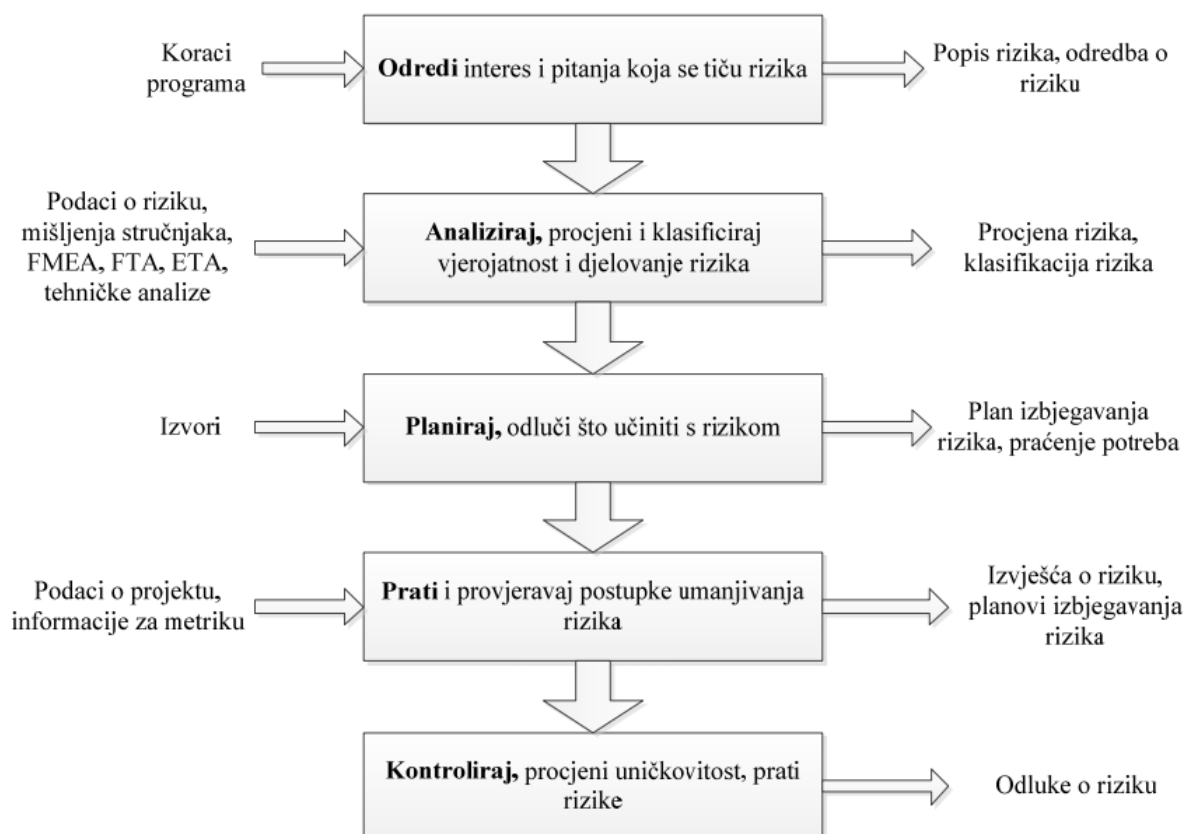 Koraci
programa
Odredi interes i pitanja koja se tiču rizika
Popis rizika, odredba o
riziku
Podaci o riziku,
mišljenja stručnjaka,
FMEA, FTA, ETA,
tehničke analize
Analiziraj, procjeni i klasificiraj
vjerojatnost i djelovanje rizika
Procjena rizika,
klasifikacija rizika
Izvori
Planiraj, odluči što učiniti s rizikom
Plan izbjegavanja
rizika, praćenje potreba
Podaci o projektu,
informacije za metriku
Prati i provjeravaj postupke umanjivanja
rizika
Izvješća o riziku,
planovi izbjegavanja
rizika
Kontroliraj, procjeni uničkovitost, prati
rizike
Odluke o riziku